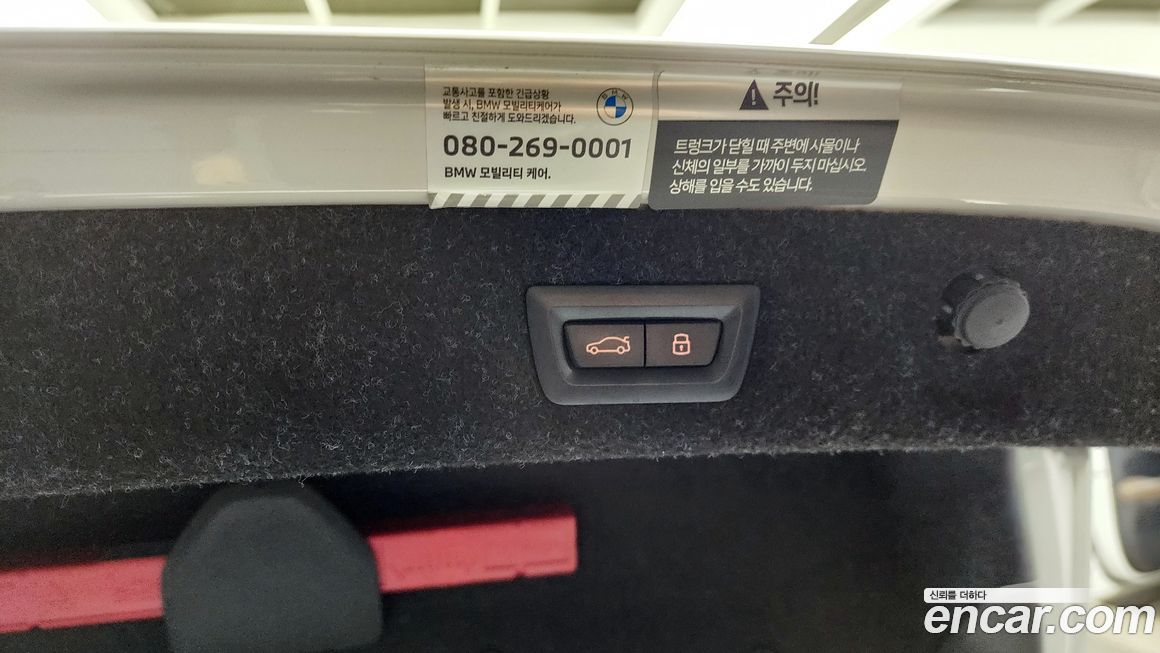 교통사고를 포함한 긴급상황
발생 시, BMW 모빌리티케어가
빠르고 친절하게 도와드리겠습니다.
BMW
080-269-0001
BMW 모빌리티 케어.
주의!
트렁크가 닫힐 때 주변에 사물이나
신체의 일부를 가까이 두지 마십시오.
상해를 입을 수도 있습니다.
신뢰를 더하다
encar.com